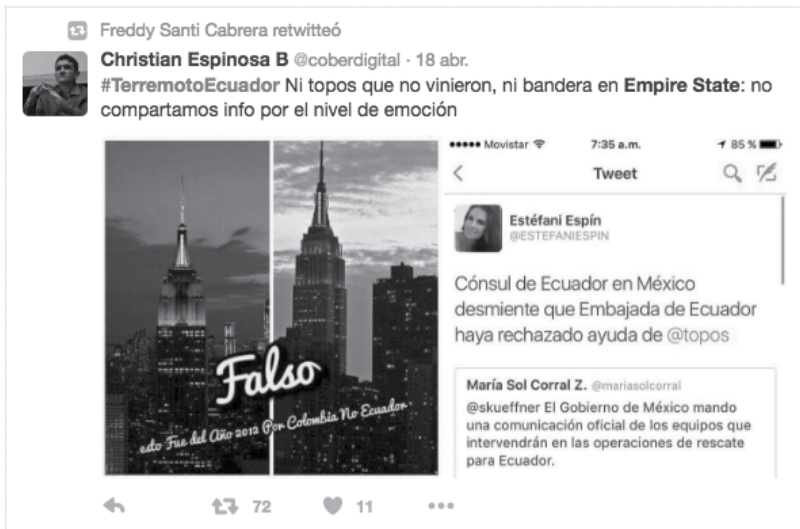 Freddy Santi Cabrera retwitteó
Christian Espinosa B @coberdigital · 18 abr.
#TerremotoEcuador Ni topos que no vinieron, ni bandera en Empire State: no
compartamos info por el nivel de emoción
Falso
esto Fue del Año 2012 Por Colombia No Ecuador
Movistar 7:35 a.m. 85 %
Tweet
Estéfani Espín
@ESTEFANIESPIN
Cónsul de Ecuador en México
desmiente que Embajada de Ecuador
haya rechazado ayuda de @topos
María Sol Corral Z. @mariasolcorral
@skueffner El Gobierno de México mando
una comunicación oficial de los equipos que
intervendrán en las operaciones de rescate
para Ecuador.
72 11